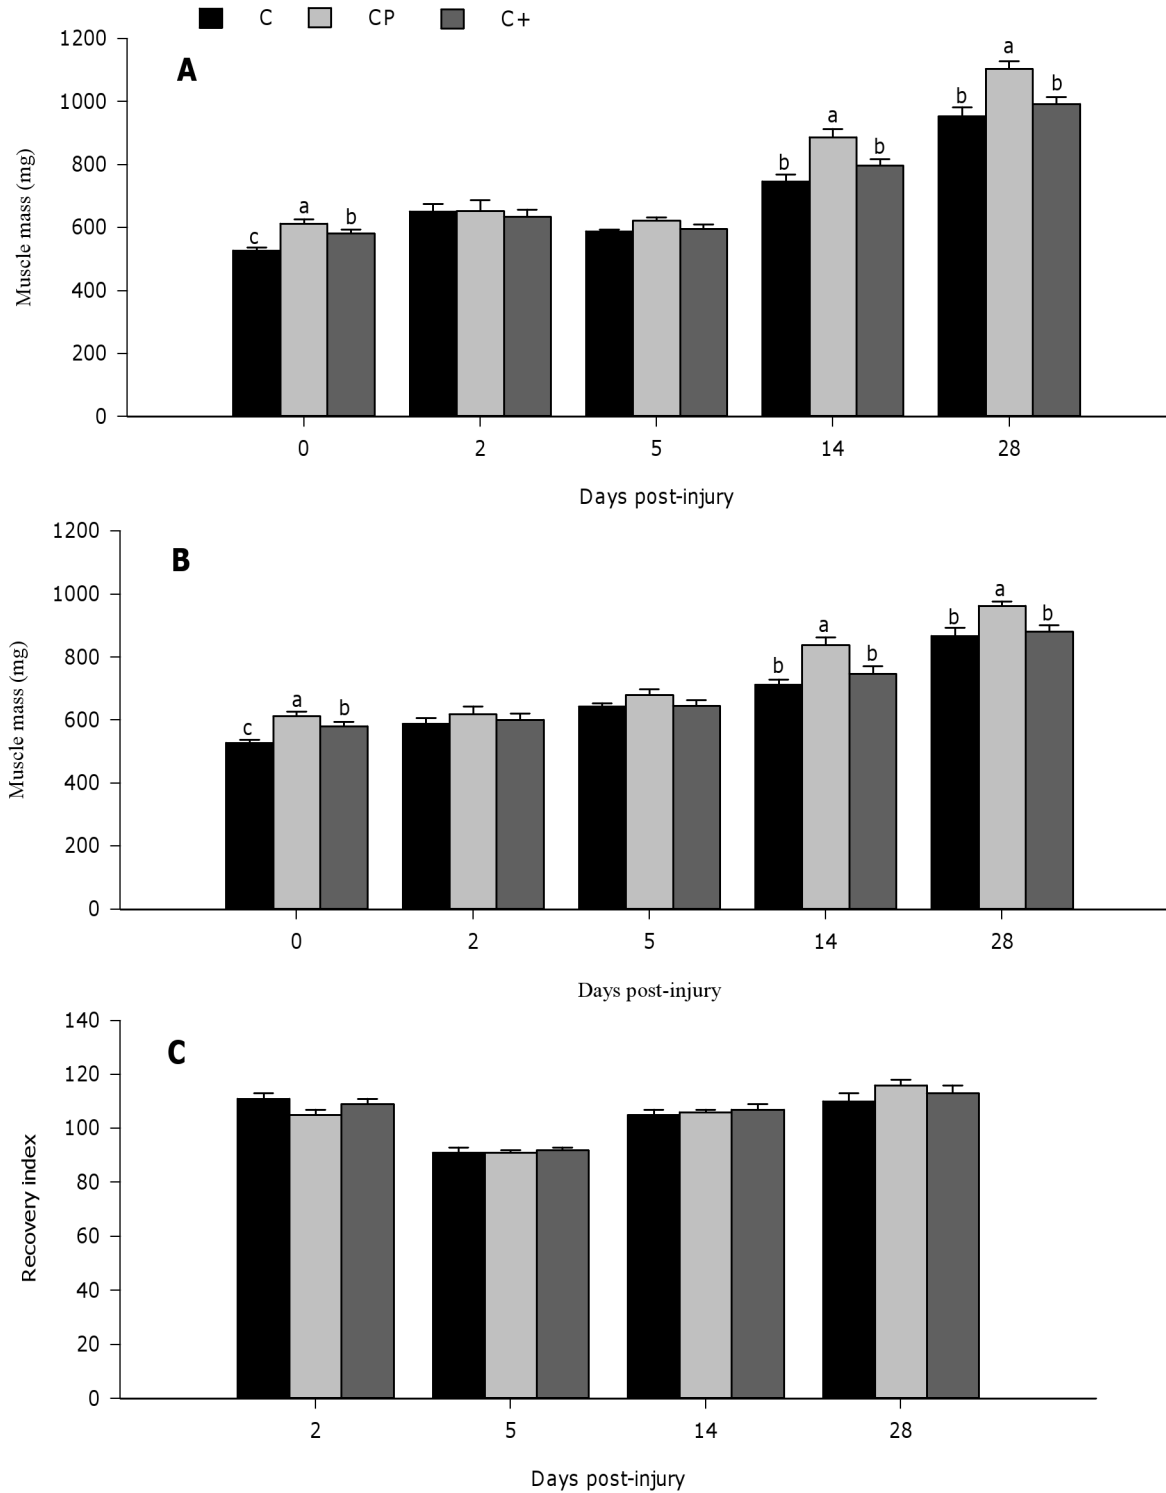 C CP C+
A
1200
1000
800
600
400
200
0
Muscle mass (mg)
c a b
b a b
b a b
0 2 5 14 28
Days post-injury
B
1200
1000
800
600
400
200
0
Muscle mass (mg)
c a b
b a b
b a b
0 2 5 14 28
Days post-injury
C
140
120
100
80
60
40
20
0
Recovery index
2 5 14 28
Days post-injury